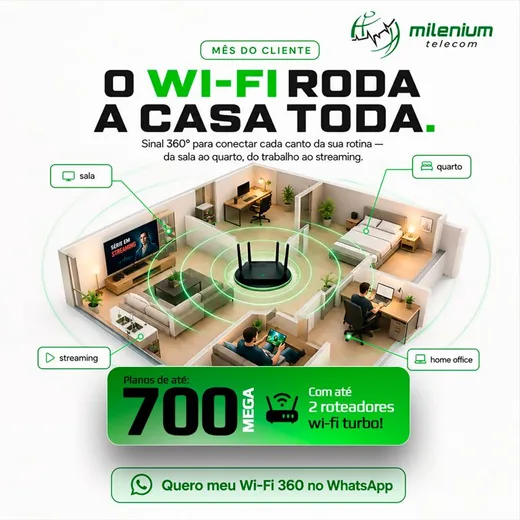 milenium
telecom
MÊS DO CLIENTE
O WI-FI RODA
A CASA TODA.
Sinal 360° para conectar cada canto da sua rotina —
da sala ao quarto, do trabalho ao streaming.
sala
quarto
SÉRIE EM
STREAMING
streaming
home office
Planos de até:
700
MEGA
Com até
2 roteadores
wi-fi turbo!
Quero meu Wi-Fi 360 no WhatsApp